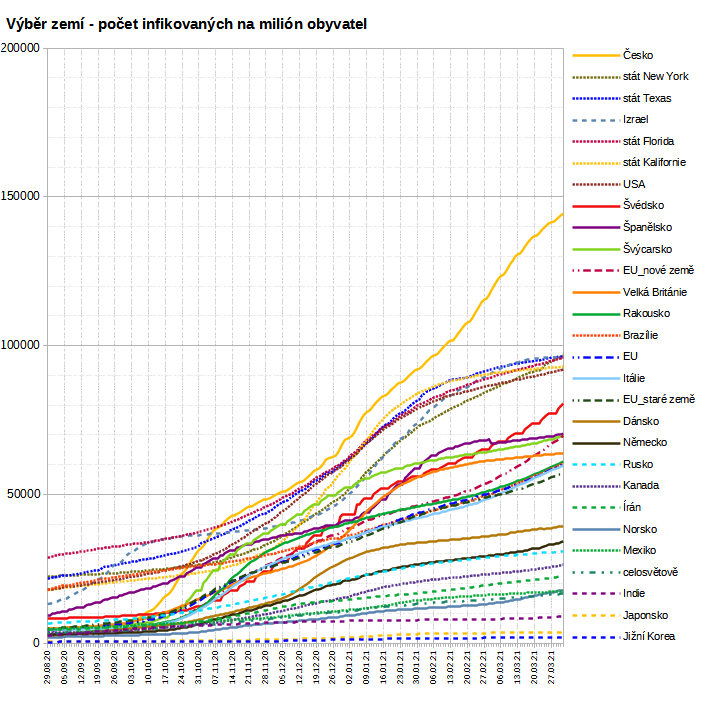 Výběr zemí - počet infikovaných na milión obyvatel
200000
150000
100000
50000
0
29.08.20
05.09.20
12.09.20
19.09.20
26.09.20
03.10.20
10.10.20
17.10.20
24.10.20
31.10.20
07.11.20
14.11.20
21.11.20
28.11.20
05.12.20
12.12.20
19.12.20
26.12.20
02.01.21
09.01.21
16.01.21
23.01.21
30.01.21
06.02.21
13.02.21
20.02.21
27.02.21
06.03.21
13.03.21
20.03.21
27.03.21
Česko
stát New York
stát Texas
Izrael
stát Florida
stát Kalifornie
USA
Švédsko
Španělsko
Švýcarsko
EU_nové země
Velká Británie
Rakousko
Brazílie
EU
Itálie
EU_staré země
Dánsko
Německo
Rusko
Kanada
Írán
Norsko
Mexiko
celosvětově
Indie
Japonsko
Jižní Korea